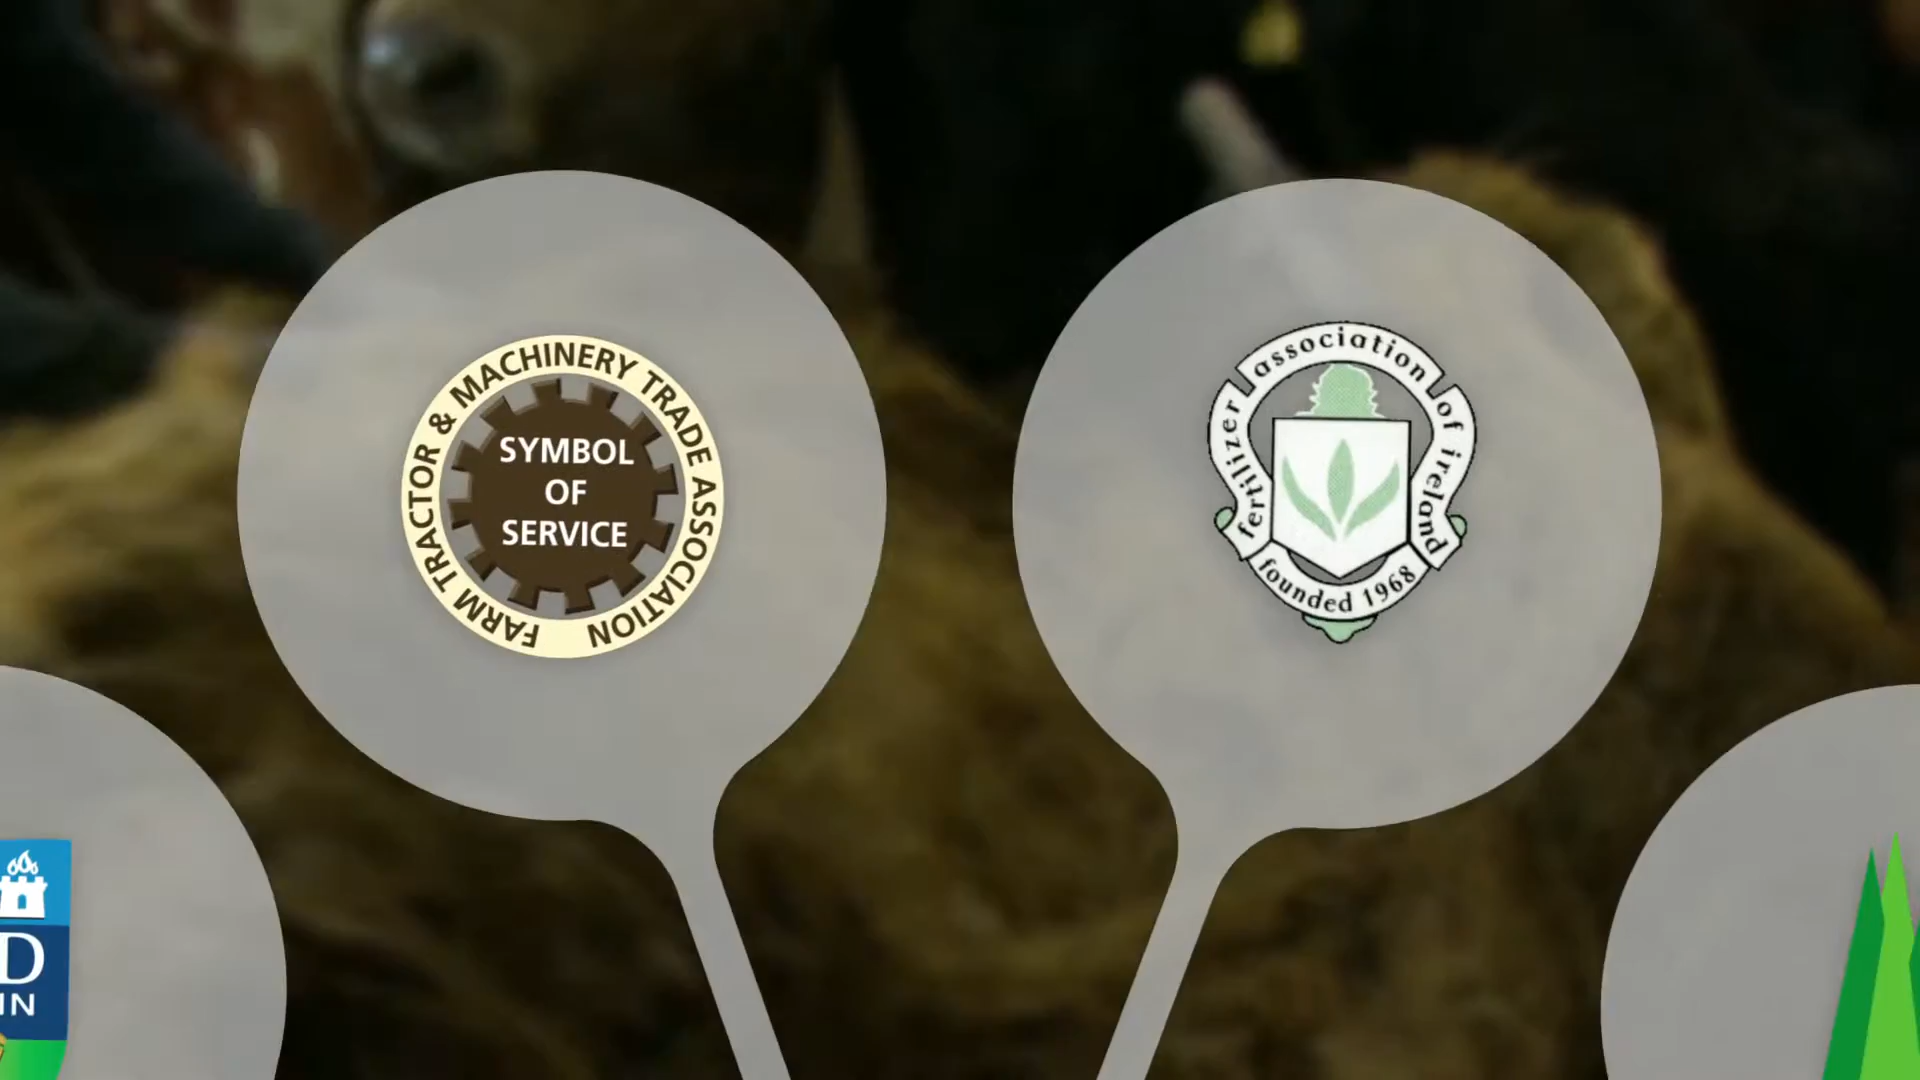 FARM TRACTOR & MACHINERY TRADE ASSOCIATION
SYMBOL
OF
SERVICE
fertilizer association of ireland
founded 1968
D
IN